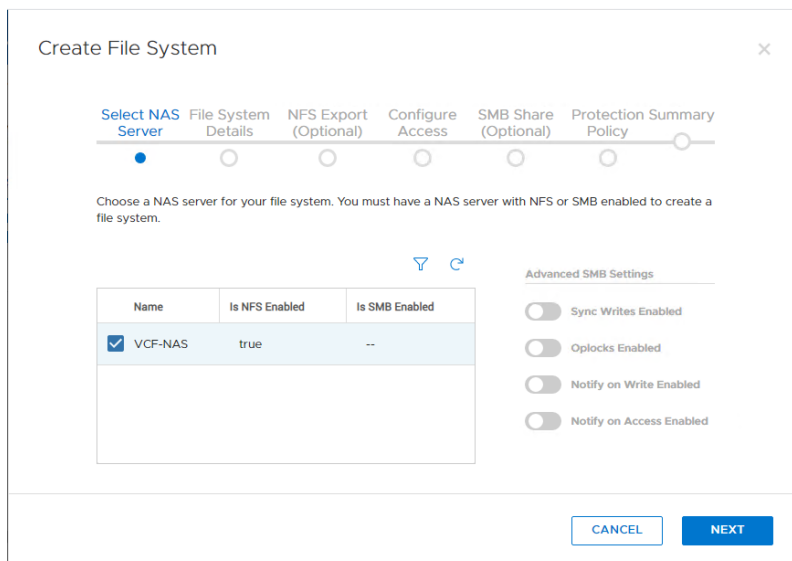 Create File System
Select NAS File System NFS Export Configure SMB Share Protection Summary
Server Details (Optional) Access (Optional) Policy
Choose a NAS server for your file system. You must have a NAS server with NFS or SMB enabled to create a
file system.
Advanced SMB Settings
Name Is NFS Enabled Is SMB Enabled
Sync Writes Enabled
VCF-NAS true --
Oplocks Enabled
Notify on Write Enabled
Notify on Access Enabled
CANCEL NEXT